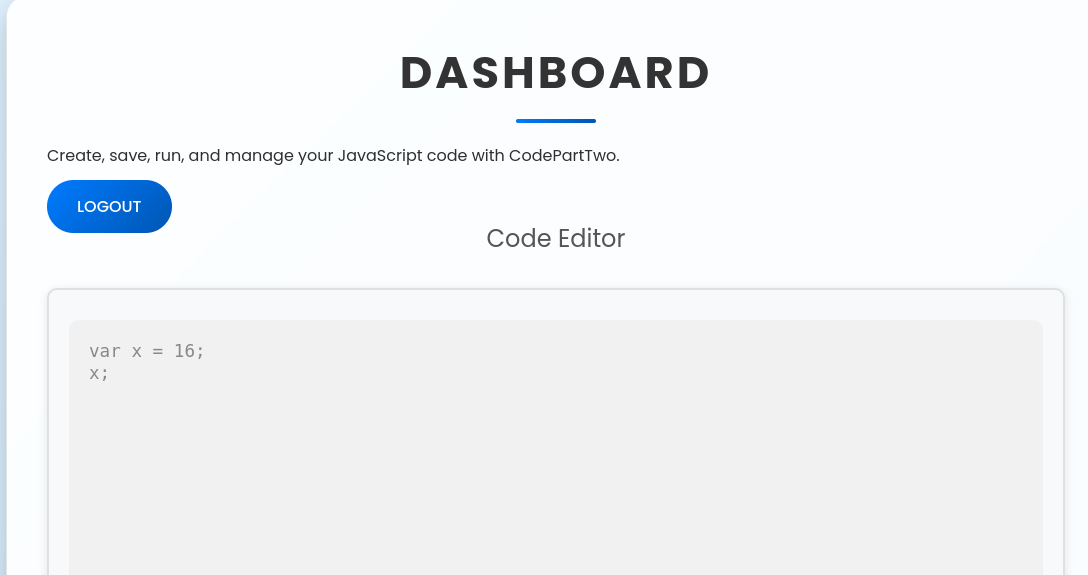 DASHBOARD
Create, save, run, and manage your JavaScript code with CodePartTwo.
LOGOUT
Code Editor
var x = 16;
x;